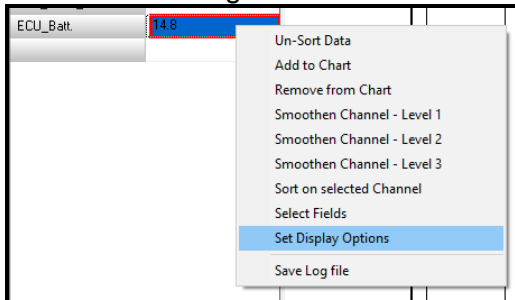 ECU_Batt. 14.8
Un-Sort Data
Add to Chart
Remove from Chart
Smoothen Channel - Level 1
Smoothen Channel - Level 2
Smoothen Channel - Level 3
Sort on selected Channel
Select Fields
Set Display Options
Save Log file